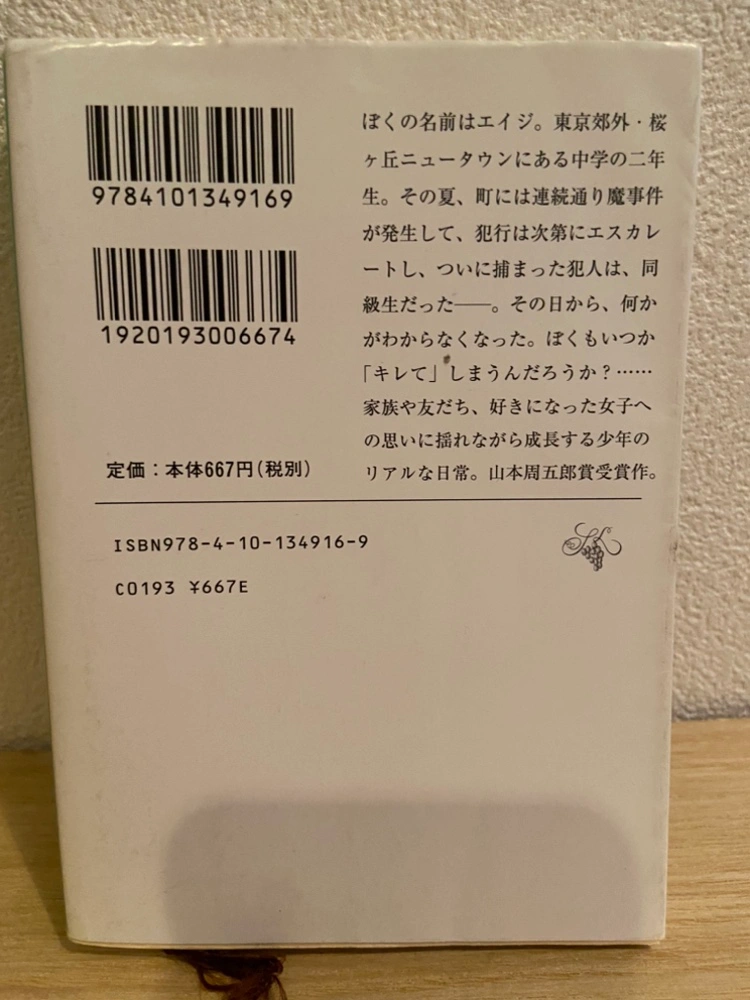 9784101349169
1920193006674
定価：本体667円（税別）
ぼくの名前はエイジ。東京郊外・桜
ヶ丘ニュータウンにある中学の二年
生。その夏、町には連続通り魔事件
が発生して、犯行は次第にエスカレ
ートし、ついに捕まった犯人は、同
級生だった――。その日から、何か
がわからなくなった。ぼくもいつか
「キレて」しまうんだろうか？……
家族や友だち、好きになった女子へ
の思いに揺れながら成長する少年の
リアルな日常。山本周五郎賞受賞作。
ISBN978-4-10-134916-9
C0193 ¥667E